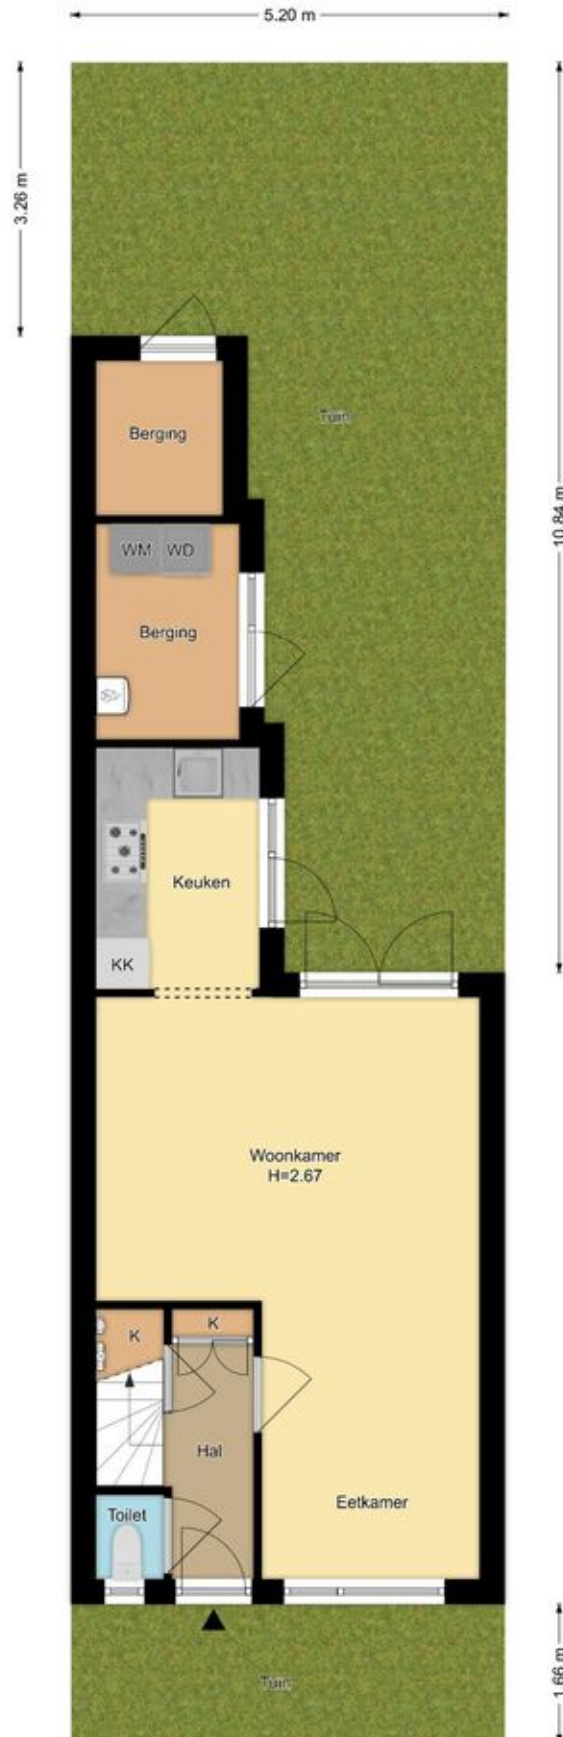 5.20 m
3.26 m
10.84 m
Tuin
Berging
WM WD
Berging
Keuken
KK
Woonkamer
H=2.67
K
K
Hal
Eetkamer
Toilet
Tuin
1.66 m